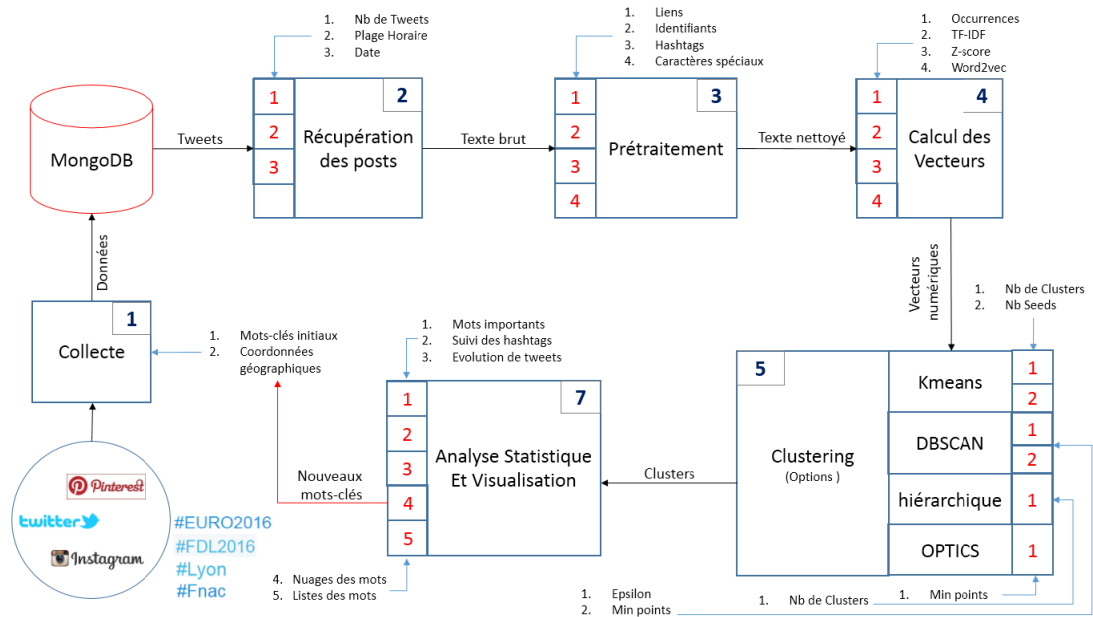 1. Nb de Tweets
2. Plage Horaire
3. Date
1. Liens
2. Identifiants
3. Hashtags
4. Caractères spéciaux
1. Occurrences
2. TF-IDF
3. Z-score
4. Word2vec
MongoDB
Tweets
1
2
3
2
Récupération
des posts
Texte brut
1
2
3
4
3
Prétraitement
Texte nettoyé
1
2
3
4
4
Calcul des
Vecteurs
Données
Vecteurs
numériques
1
Collecte
1. Mots-clés initiaux
2. Coordonnées
géographiques
1. Mots importants
2. Suivi des hashtags
3. Evolution de tweets
1. Nb de Clusters
2. Nb Seeds
Nouveaux
mots-clés
1
2
3
4
5
7
Analyse Statistique
Et Visualisation
4. Nuages des mots
5. Listes des mots
Clusters
5
Clustering
(Options )
Kmeans
1
2
DBSCAN
1
2
hiérarchique
1
OPTICS
1
1. Epsilon
2. Min points
1. Nb de Clusters
1. Min points
Pinterest
twitter
Instagram
#EURO2016
#FDL2016
#Lyon
#Fnac